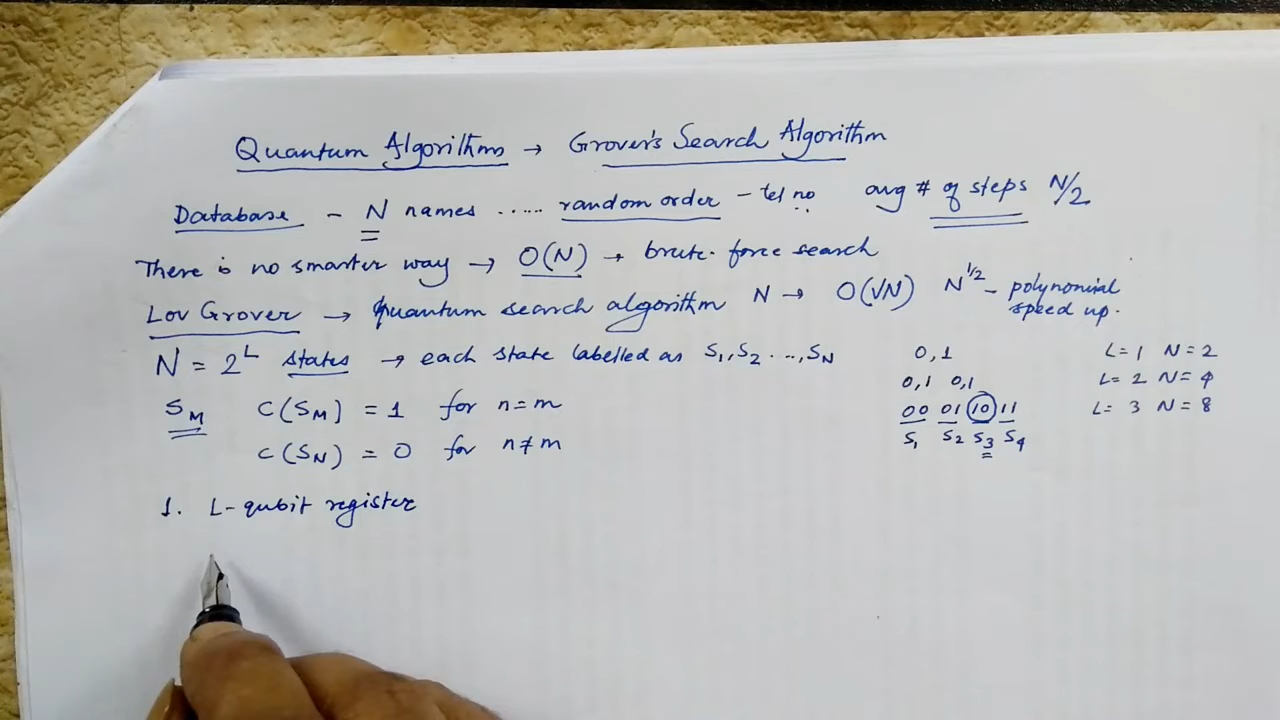 Quantum Algorithms → Grover's Search Algorithm
Database - N names ..... random order - tel no avg # of steps N/2
There is no smarter way → O(N) → brute-force search
Lov Grover → quantum search algorithm N → O(√N) N^1/2 - polynomial speed up.
N = 2^L states → each state labelled as S1, S2 ..., SN
0, 1 L=1 N=2
0,1 0,1 L=2 N=4
SM C(SM) = 1 for n=m
00 01 10 11 L=3 N=8
S1 S2 S3 S4
C(SN) = 0 for n≠m
1. L-qubit register